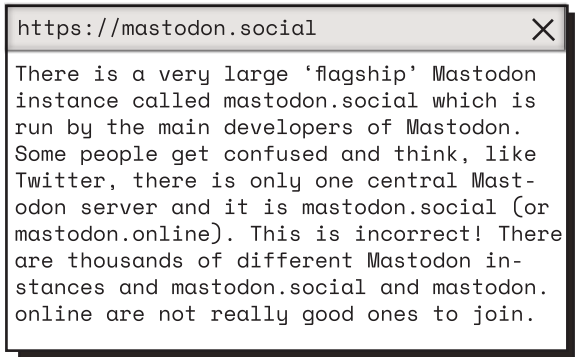 https://mastodon.social
There is a very large ‘flagship’ Mastodon
instance called mastodon.social which is
run by the main developers of Mastodon.
Some people get confused and think, like
Twitter, there is only one central Mast-
odon server and it is mastodon.social (or
mastodon.online). This is incorrect! There
are thousands of different Mastodon in-
stances and mastodon.social and mastodon.
online are not really good ones to join.